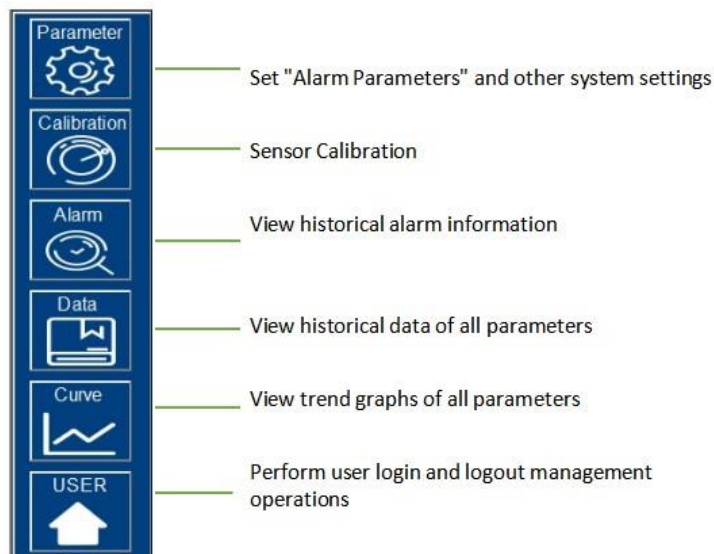 Parameter
Set "Alarm Parameters" and other system settings
Calibration
Sensor Calibration
Alarm
View historical alarm information
Data
View historical data of all parameters
Curve
View trend graphs of all parameters
USER
Perform user login and logout management
operations